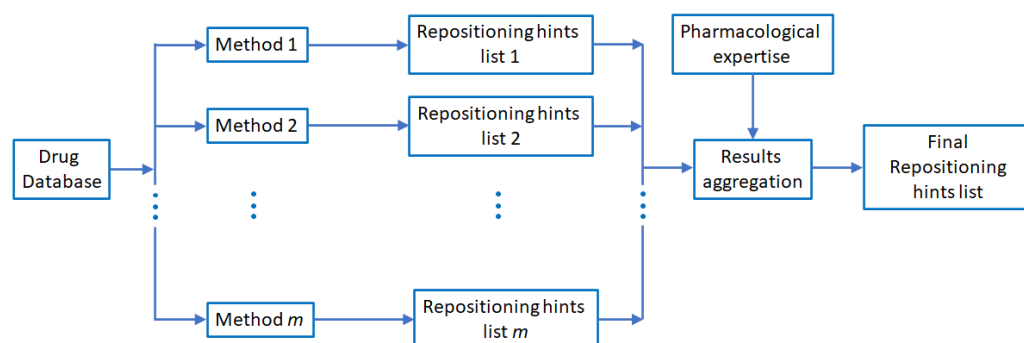 Drug
Database
Method 1
Repositioning hints
list 1
Method 2
Repositioning hints
list 2
Method m
Repositioning hints
list m
Pharmacological
expertise
Results
aggregation
Final
Repositioning
hints list